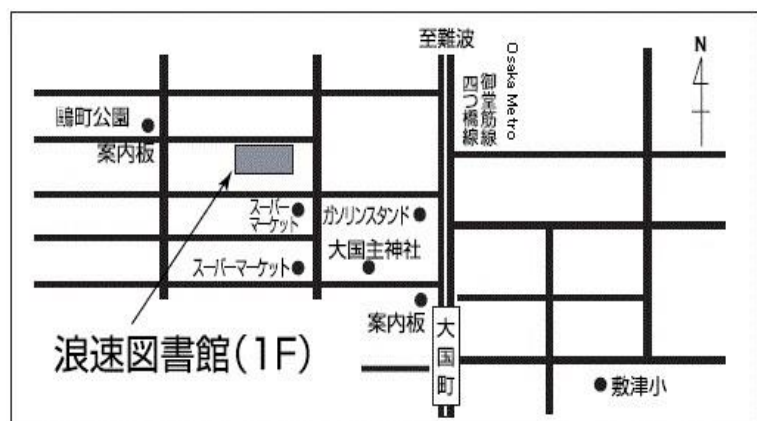 至難波
Osaka Metro
御堂筋線
四つ橋線
N
鷗町公園
案内板
スーパー
マーケット
ガソリンスタンド
大国主神社
スーパーマーケット
案内板
浪速図書館(1F)
大国町
敷津小